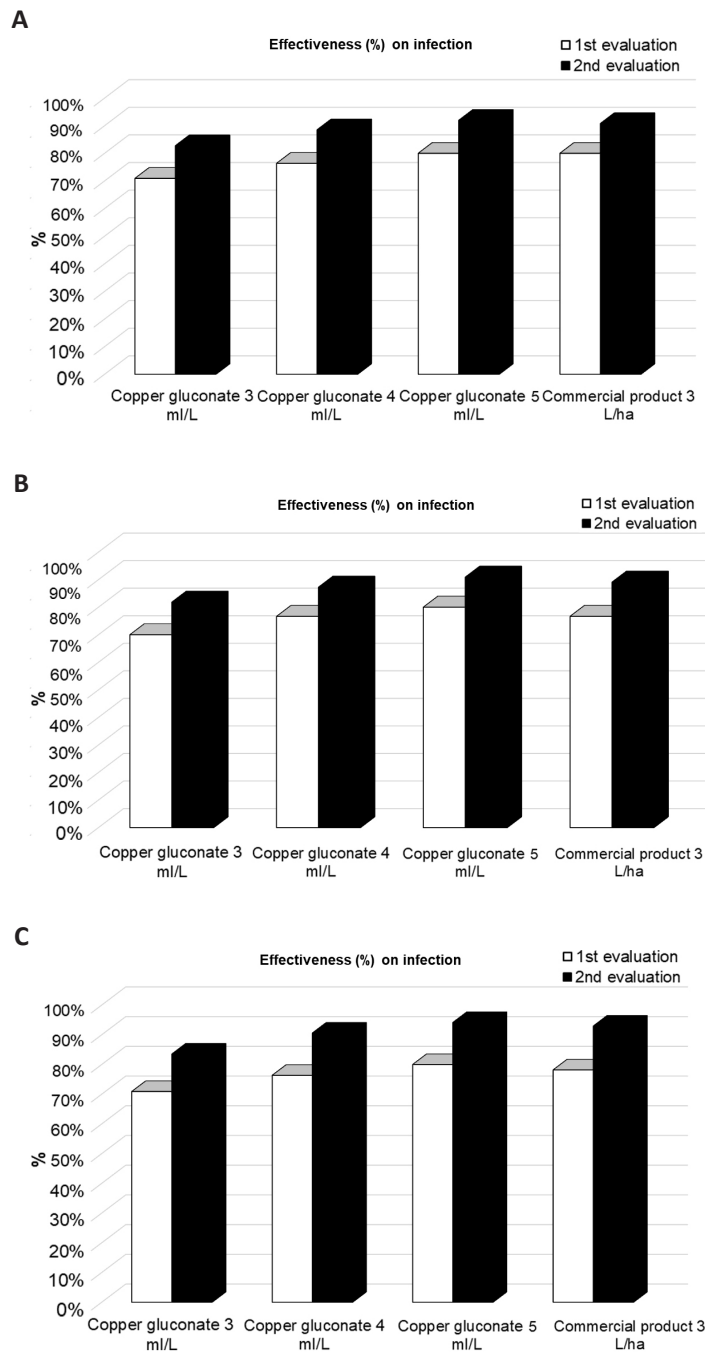 A
Effectiveness (%) on infection
1st evaluation
2nd evaluation
100%
90%
80%
70%
60%
50%
40%
30%
20%
10%
0%
%
Copper gluconate 3
ml/L
Copper gluconate 4
ml/L
Copper gluconate 5
ml/L
Commercial product 3
L/ha
B
Effectiveness (%) on infection
1st evaluation
2nd evaluation
100%
90%
80%
70%
60%
50%
40%
30%
20%
10%
0%
%
Copper gluconate 3
ml/L
Copper gluconate 4
ml/L
Copper gluconate 5
ml/L
Commercial product 3
L/ha
C
Effectiveness (%) on infection
1st evaluation
2nd evaluation
100%
90%
80%
70%
60%
50%
40%
30%
20%
10%
0%
%
Copper gluconate 3
ml/L
Copper gluconate 4
ml/L
Copper gluconate 5
ml/L
Commercial product 3
L/ha